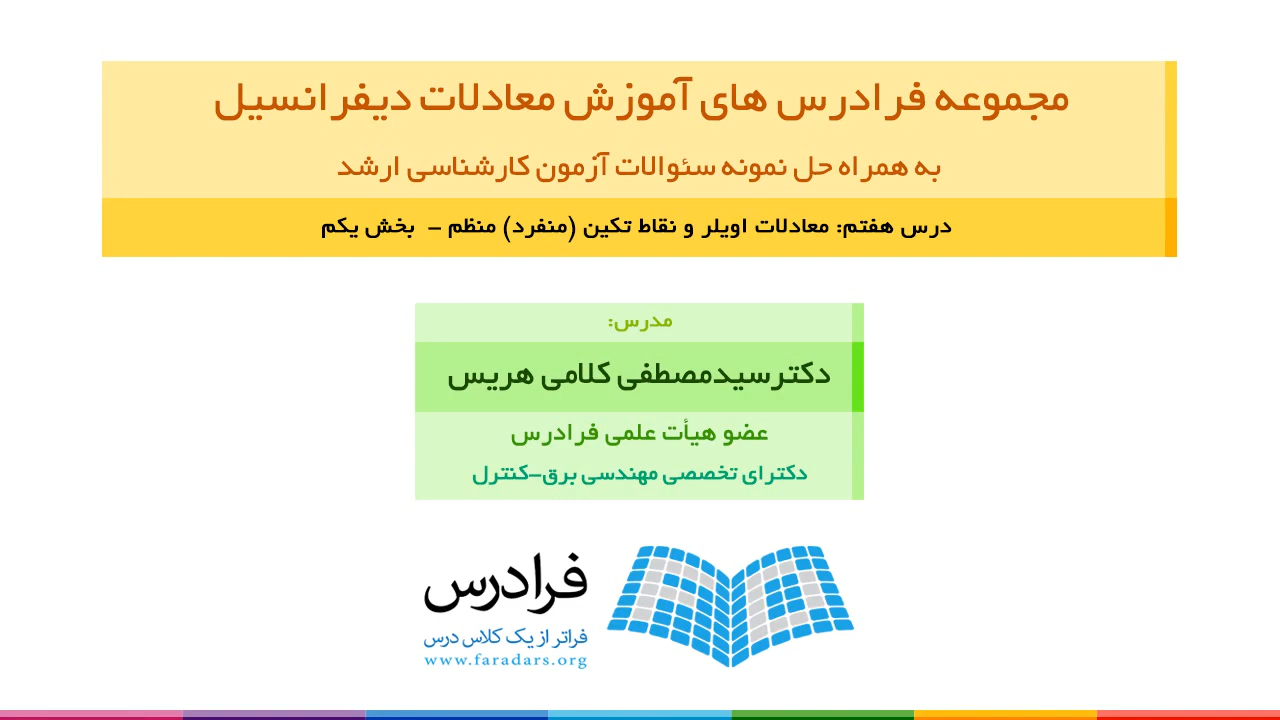 مجموعه فرادرس های آموزش معادلات دیفرانسیل
به همراه حل نمونه سئوالات آزمون کارشناسی ارشد
درس هفتم: معادلات اویلر و نقاط تکین (منفرد) منظم - بخش یکم
مدرس:
دکترسیدمصطفی کلامی هریس
عضو هیأت علمی فرادرس
دکترای تخصصی مهندسی برق-کنترل
فرادرس
فراتر از یک کلاس درس
www.faradars.org